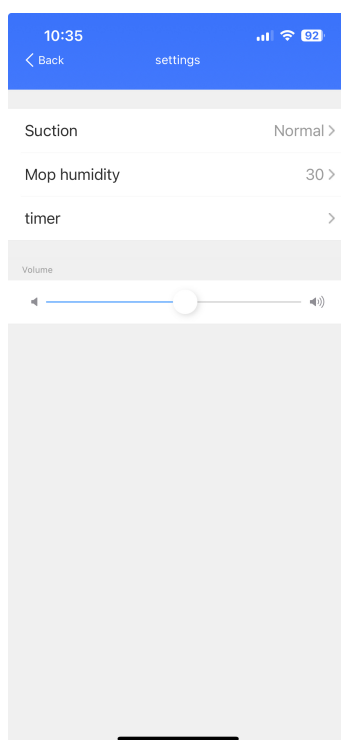 10:35 92
Back settings
Suction Normal
Mop humidity 30
timer
Volume